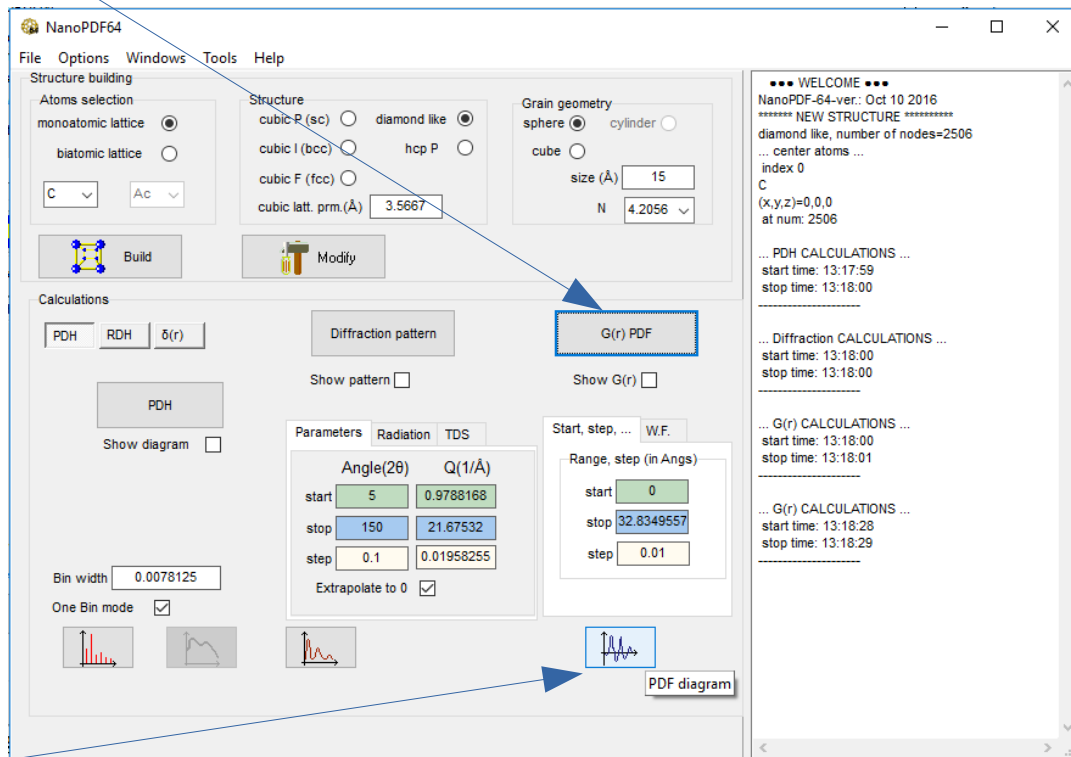 NanoPDF64
File Options Windows Tools Help
Structure building
Atoms selection
monoatomic lattice
biatomic lattice
C
Ac
Structure
cubic P (sc)
diamond like
cubic I (bcc)
hcp P
cubic F (fcc)
cubic latt. prm.(Å) 3.5667
Grain geometry
sphere
cylinder
cube
size (Å) 15
N 4.2056
Build
Modify
Calculations
PDH RDH δ(r)
PDH
Show diagram
Bin width 0.0078125
One Bin mode
Diffraction pattern
Show pattern
Parameters Radiation TDS
Angle(2θ) Q(1/Å)
start 5 0.9788168
stop 150 21.67532
step 0.1 0.01958255
Extrapolate to 0
G(r) PDF
Show G(r)
Start, step, ... W.F.
Range, step (in Angs)
start 0
stop 32.8349557
step 0.01
PDF diagram
●●● WELCOME ●●●
NanoPDF-64-ver.: Oct 10 2016
******* NEW STRUCTURE **********
diamond like, number of nodes=2506
... center atoms ...
index 0
C
(x,y,z)=0,0,0
at num: 2506
... PDH CALCULATIONS ...
start time: 13:17:59
stop time: 13:18:00
---------------------
... Diffraction CALCULATIONS ...
start time: 13:18:00
stop time: 13:18:00
---------------------
... G(r) CALCULATIONS ...
start time: 13:18:00
stop time: 13:18:01
---------------------
... G(r) CALCULATIONS ...
start time: 13:18:28
stop time: 13:18:29
---------------------